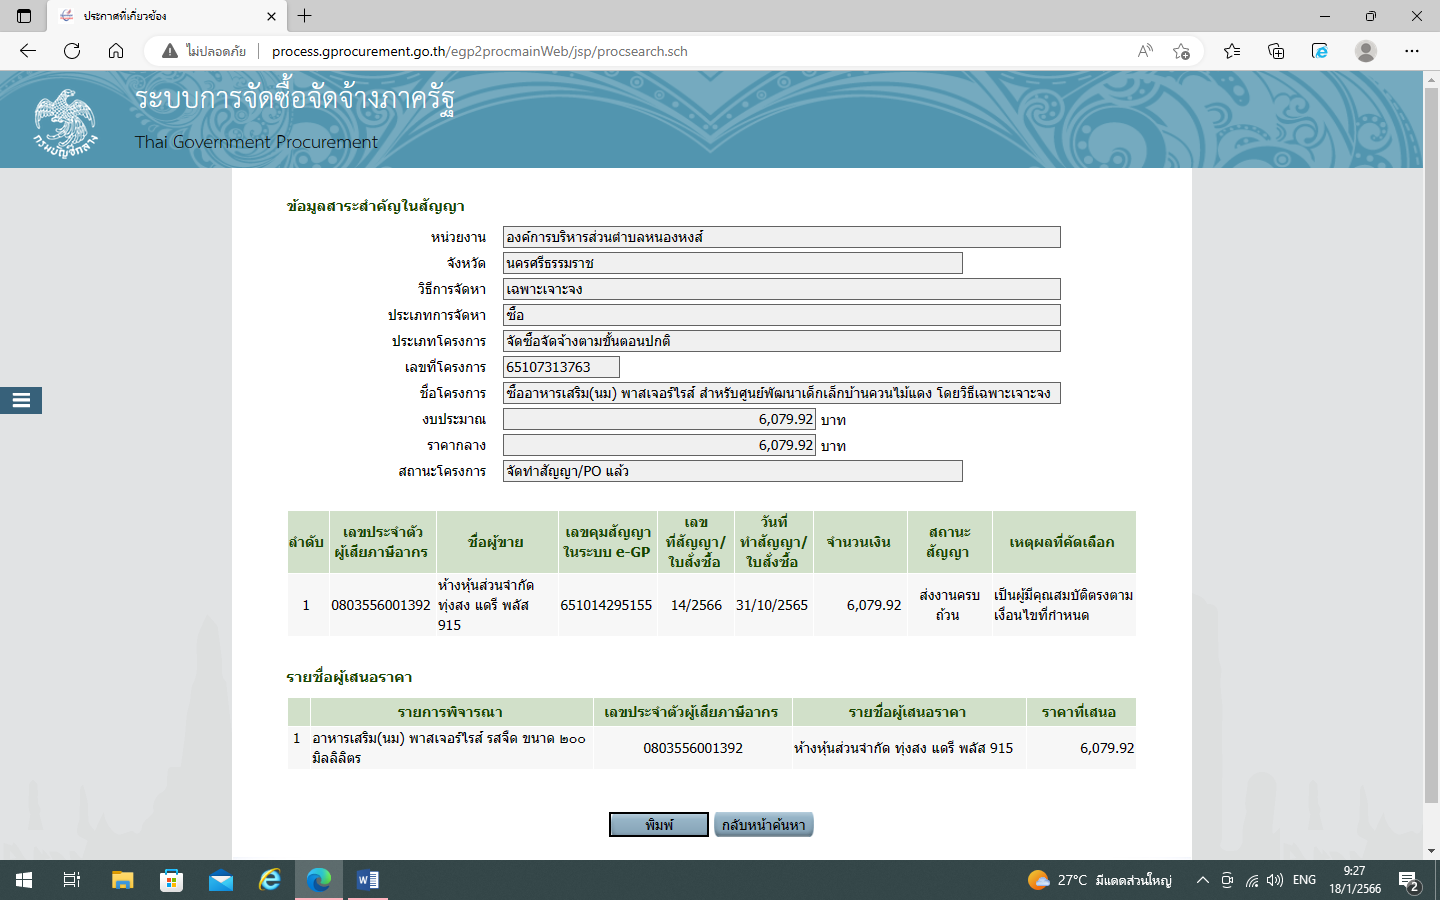 ประกาศที่เกี่ยวข้อง
ไม่ปลอดภัย process.gprocurement.go.th/egp2procmainWeb/jsp/procsearch.sch
ระบบการจัดซื้อจัดจ้างภาครัฐ
Thai Government Procurement
กรมบัญชีกลาง
ข้อมูลสาระสำคัญในสัญญา
หน่วยงาน องค์การบริหารส่วนตำบลหนองหงส์
จังหวัด นครศรีธรรมราช
วิธีการจัดหา เฉพาะเจาะจง
ประเภทการจัดหา ซื้อ
ประเภทโครงการ จัดซื้อจัดจ้างตามขั้นตอนปกติ
เลขที่โครงการ 65107313763
ชื่อโครงการ ซื้ออาหารเสริม(นม) พาสเจอร์ไรส์ สำหรับศูนย์พัฒนาเด็กเล็กบ้านควนไม้แดง โดยวิธีเฉพาะเจาะจง
งบประมาณ 6,079.92 บาท
ราคากลาง 6,079.92 บาท
สถานะโครงการ จัดทำสัญญา/PO แล้ว
ลำดับ เลขประจำตัวผู้เสียภาษีอากร ชื่อผู้ขาย เลขคุมสัญญาในระบบ e-GP เลขที่สัญญา/ใบสั่งซื้อ วันที่ทำสัญญา/ใบสั่งซื้อ จำนวนเงิน สถานะสัญญา เหตุผลที่คัดเลือก
1 0803556001392 ห้างหุ้นส่วนจำกัด ทุ่งสง แดรี่ พลัส 915 651014295155 14/2566 31/10/2565 6,079.92 ส่งงานครบถ้วน เป็นผู้มีคุณสมบัติตรงตามเงื่อนไขที่กำหนด
รายชื่อผู้เสนอราคา
รายการพิจารณา เลขประจำตัวผู้เสียภาษีอากร รายชื่อผู้เสนอราคา ราคาที่เสนอ
1 อาหารเสริม(นม) พาสเจอร์ไรส์ รสจืด ขนาด ๒๐๐ มิลลิลิตร 0803556001392 ห้างหุ้นส่วนจำกัด ทุ่งสง แดรี่ พลัส 915 6,079.92
พิมพ์ กลับหน้าค้นหา
27°C มีแดดส่วนใหญ่ ENG 9:27
18/1/2566 2